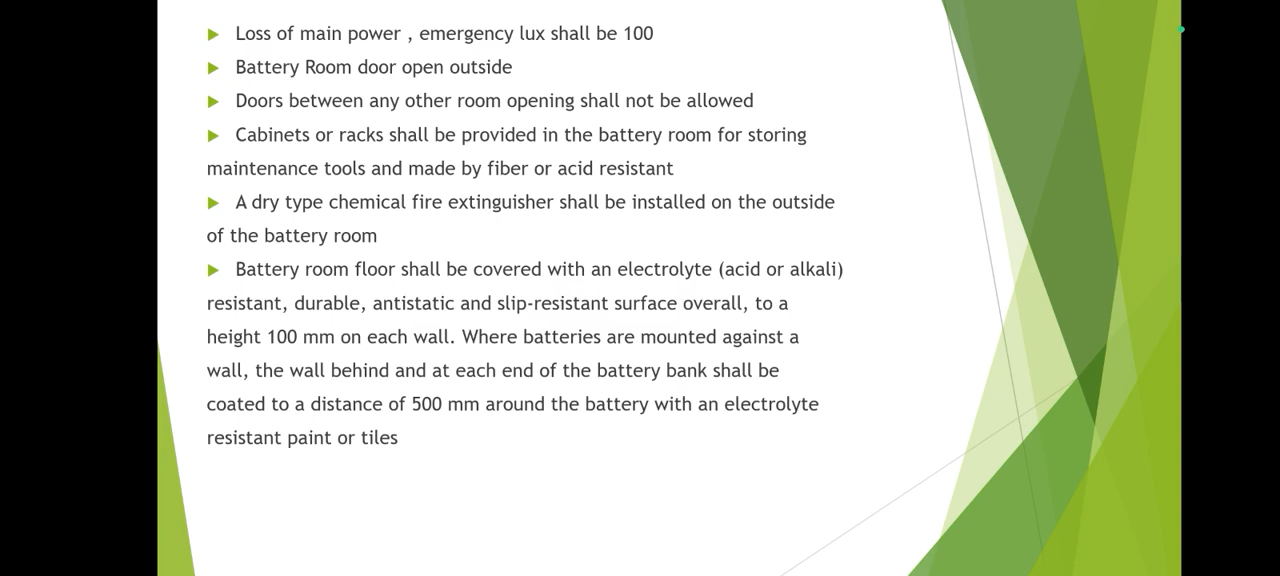 Loss of main power , emergency lux shall be 100
Battery Room door open outside
Doors between any other room opening shall not be allowed
Cabinets or racks shall be provided in the battery room for storing
maintenance tools and made by fiber or acid resistant
A dry type chemical fire extinguisher shall be installed on the outside
of the battery room
Battery room floor shall be covered with an electrolyte (acid or alkali)
resistant, durable, antistatic and slip-resistant surface overall, to a
height 100 mm on each wall. Where batteries are mounted against a
wall, the wall behind and at each end of the battery bank shall be
coated to a distance of 500 mm around the battery with an electrolyte
resistant paint or tiles